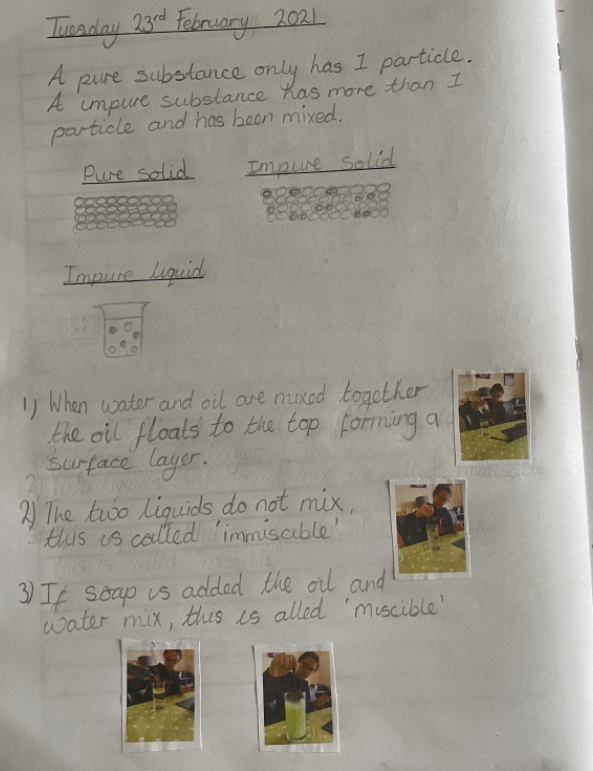 Tuesday 23rd February 2021
A pure substance only has 1 particle.
A impure substance has more than 1
particle and has been mixed.
Pure solid
Impure solid
Impure liquid
1) When water and oil are mixed together
the oil floats to the top forming a
surface layer.
2) The two liquids do not mix,
this is called 'immiscible'
3) If soap is added the oil and
water mix, this is alled 'miscible'